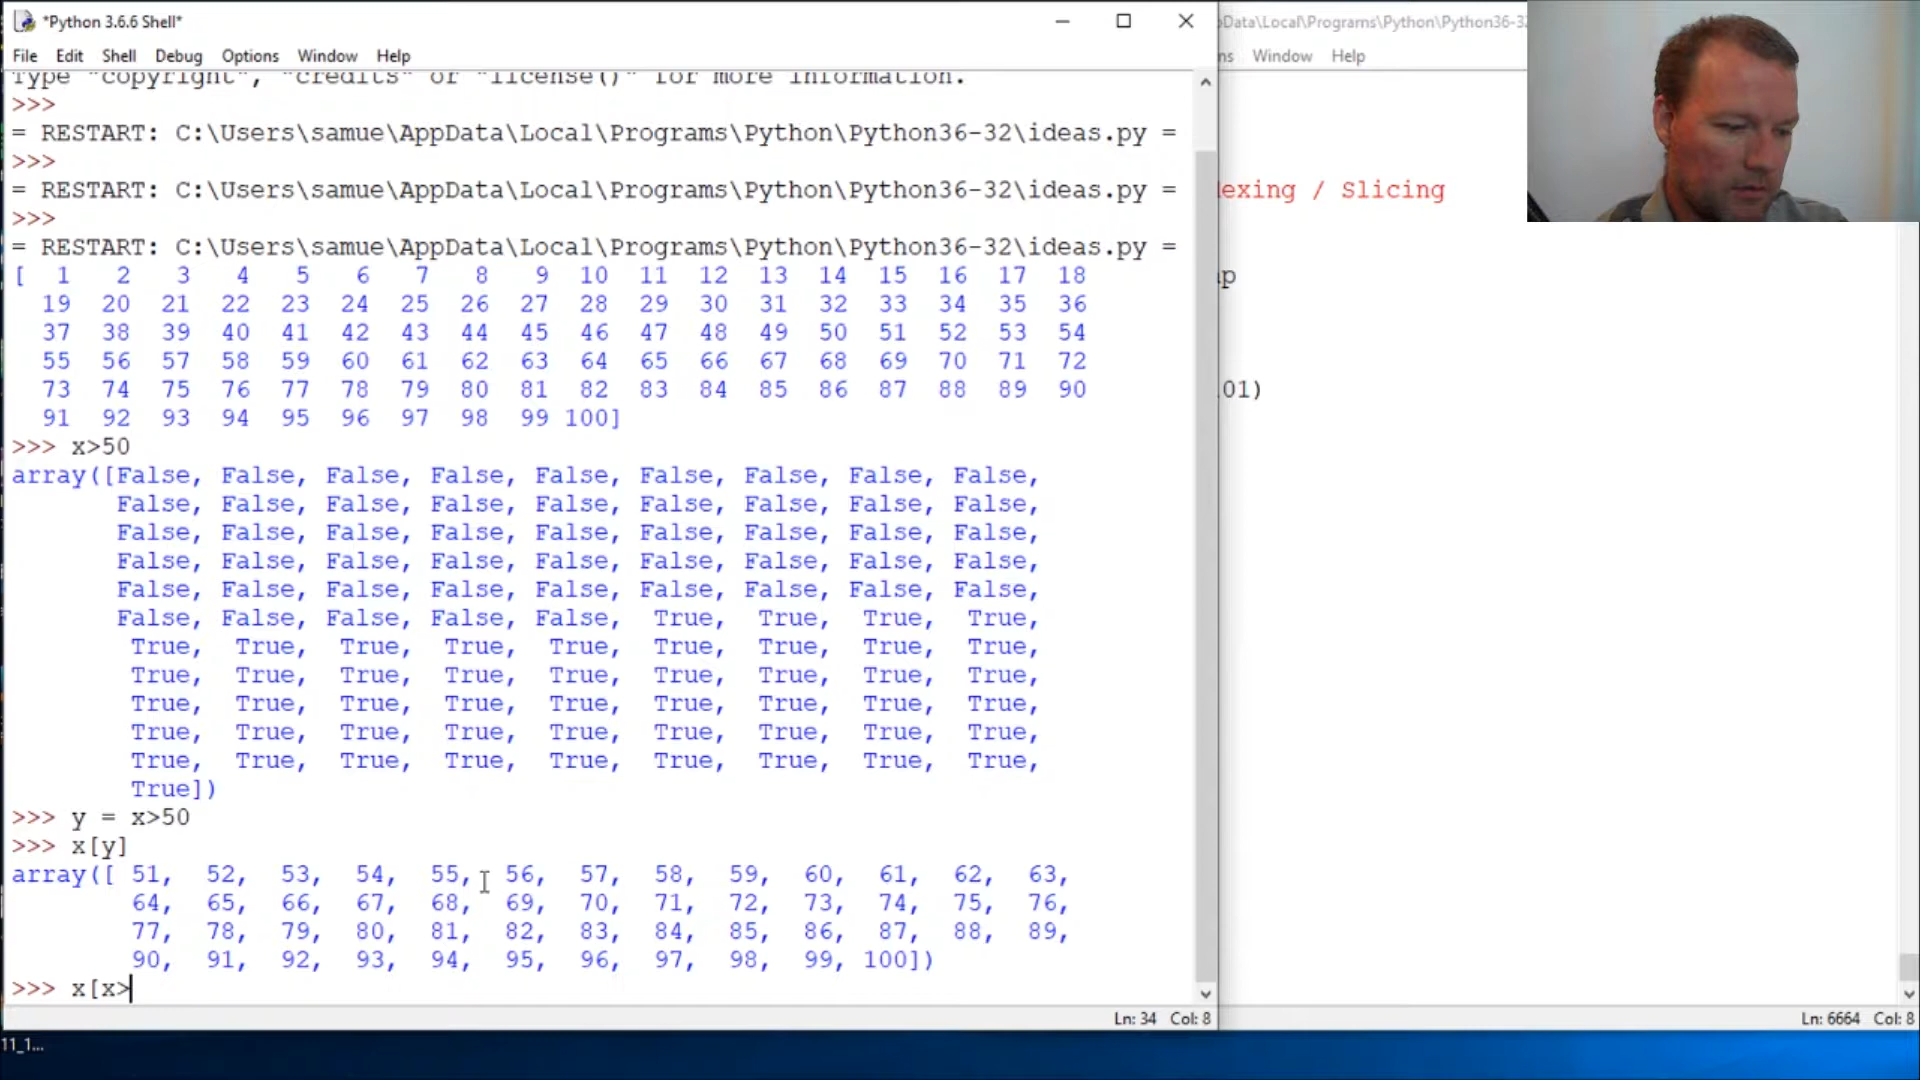 *Python 3.6.6 Shell*
File Edit Shell Debug Options Window Help
Type "copyright", "credits" or "license()" for more information.
>>>
= RESTART: C:\Users\samue\AppData\Local\Programs\Python\Python36-32\ideas.py =
>>>
= RESTART: C:\Users\samue\AppData\Local\Programs\Python\Python36-32\ideas.py =
>>>
= RESTART: C:\Users\samue\AppData\Local\Programs\Python\Python36-32\ideas.py =
[ 1 2 3 4 5 6 7 8 9 10 11 12 13 14 15 16 17 18
19 20 21 22 23 24 25 26 27 28 29 30 31 32 33 34 35 36
37 38 39 40 41 42 43 44 45 46 47 48 49 50 51 52 53 54
55 56 57 58 59 60 61 62 63 64 65 66 67 68 69 70 71 72
73 74 75 76 77 78 79 80 81 82 83 84 85 86 87 88 89 90
91 92 93 94 95 96 97 98 99 100]
>>> x>50
array([False, False, False, False, False, False, False, False, False,
False, False, False, False, False, False, False, False, False,
False, False, False, False, False, False, False, False, False,
False, False, False, False, False, False, False, False, False,
False, False, False, False, False, False, False, False, False,
False, False, False, False, False, True, True, True, True,
True, True, True, True, True, True, True, True, True,
True, True, True, True, True, True, True, True, True,
True, True, True, True, True, True, True, True, True,
True, True, True, True, True, True, True, True, True,
True, True, True, True, True, True, True, True, True,
True])
>>> y = x>50
>>> x[y]
array([ 51, 52, 53, 54, 55, 56, 57, 58, 59, 60, 61, 62, 63,
64, 65, 66, 67, 68, 69, 70, 71, 72, 73, 74, 75, 76,
77, 78, 79, 80, 81, 82, 83, 84, 85, 86, 87, 88, 89,
90, 91, 92, 93, 94, 95, 96, 97, 98, 99, 100])
>>> x[x>
Ln: 34 Col: 8
pData\Local\Programs\Python\Python36-32
ns Window Help
exing / Slicing
p
01)
Ln: 6664 Col: 8
11_1...